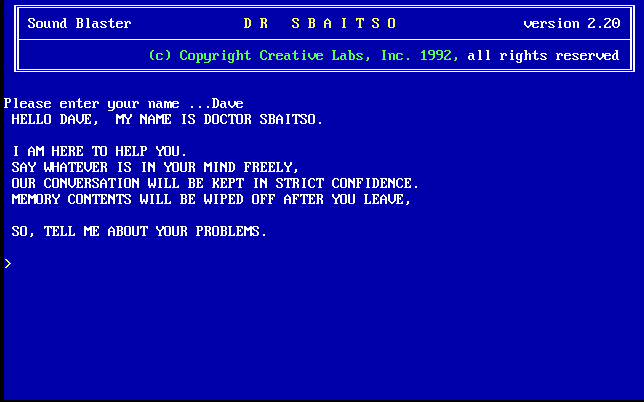 Sound Blaster D R S B A I T S O version 2.20
(c) Copyright Creative Labs, Inc. 1992, all rights reserved
Please enter your name ...Dave
HELLO DAVE, MY NAME IS DOCTOR SBAITSO.
I AM HERE TO HELP YOU.
SAY WHATEVER IS IN YOUR MIND FREELY,
OUR CONVERSATION WILL BE KEPT IN STRICT CONFIDENCE.
MEMORY CONTENTS WILL BE WIPED OFF AFTER YOU LEAVE,
SO, TELL ME ABOUT YOUR PROBLEMS.
>